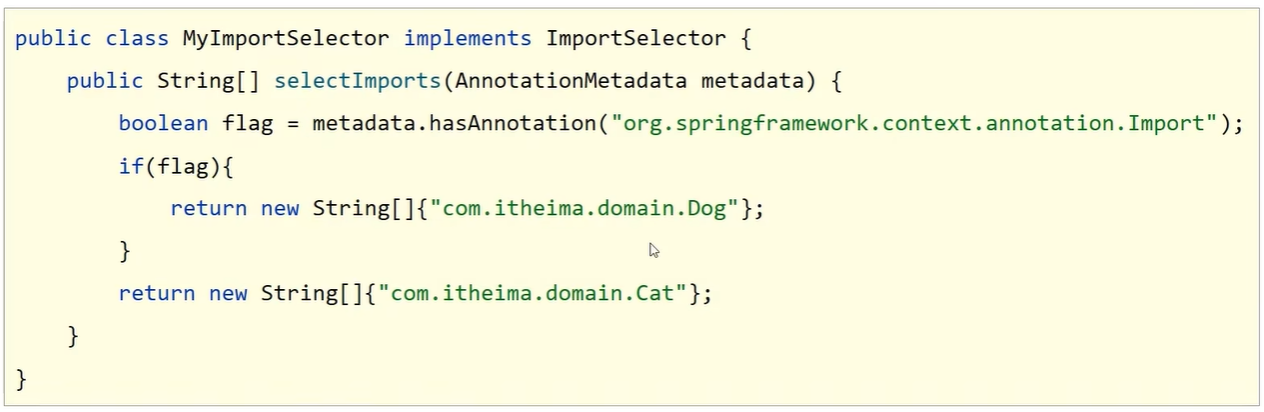 public class MyImportSelector implements ImportSelector {
    public String[] selectImports(AnnotationMetadata metadata) {
        boolean flag = metadata.hasAnnotation("org.springframework.context.annotation.Import");
        if(flag){
            return new String[]{"com.itheima.domain.Dog"};
        }
        return new String[]{"com.itheima.domain.Cat"};
    }
}